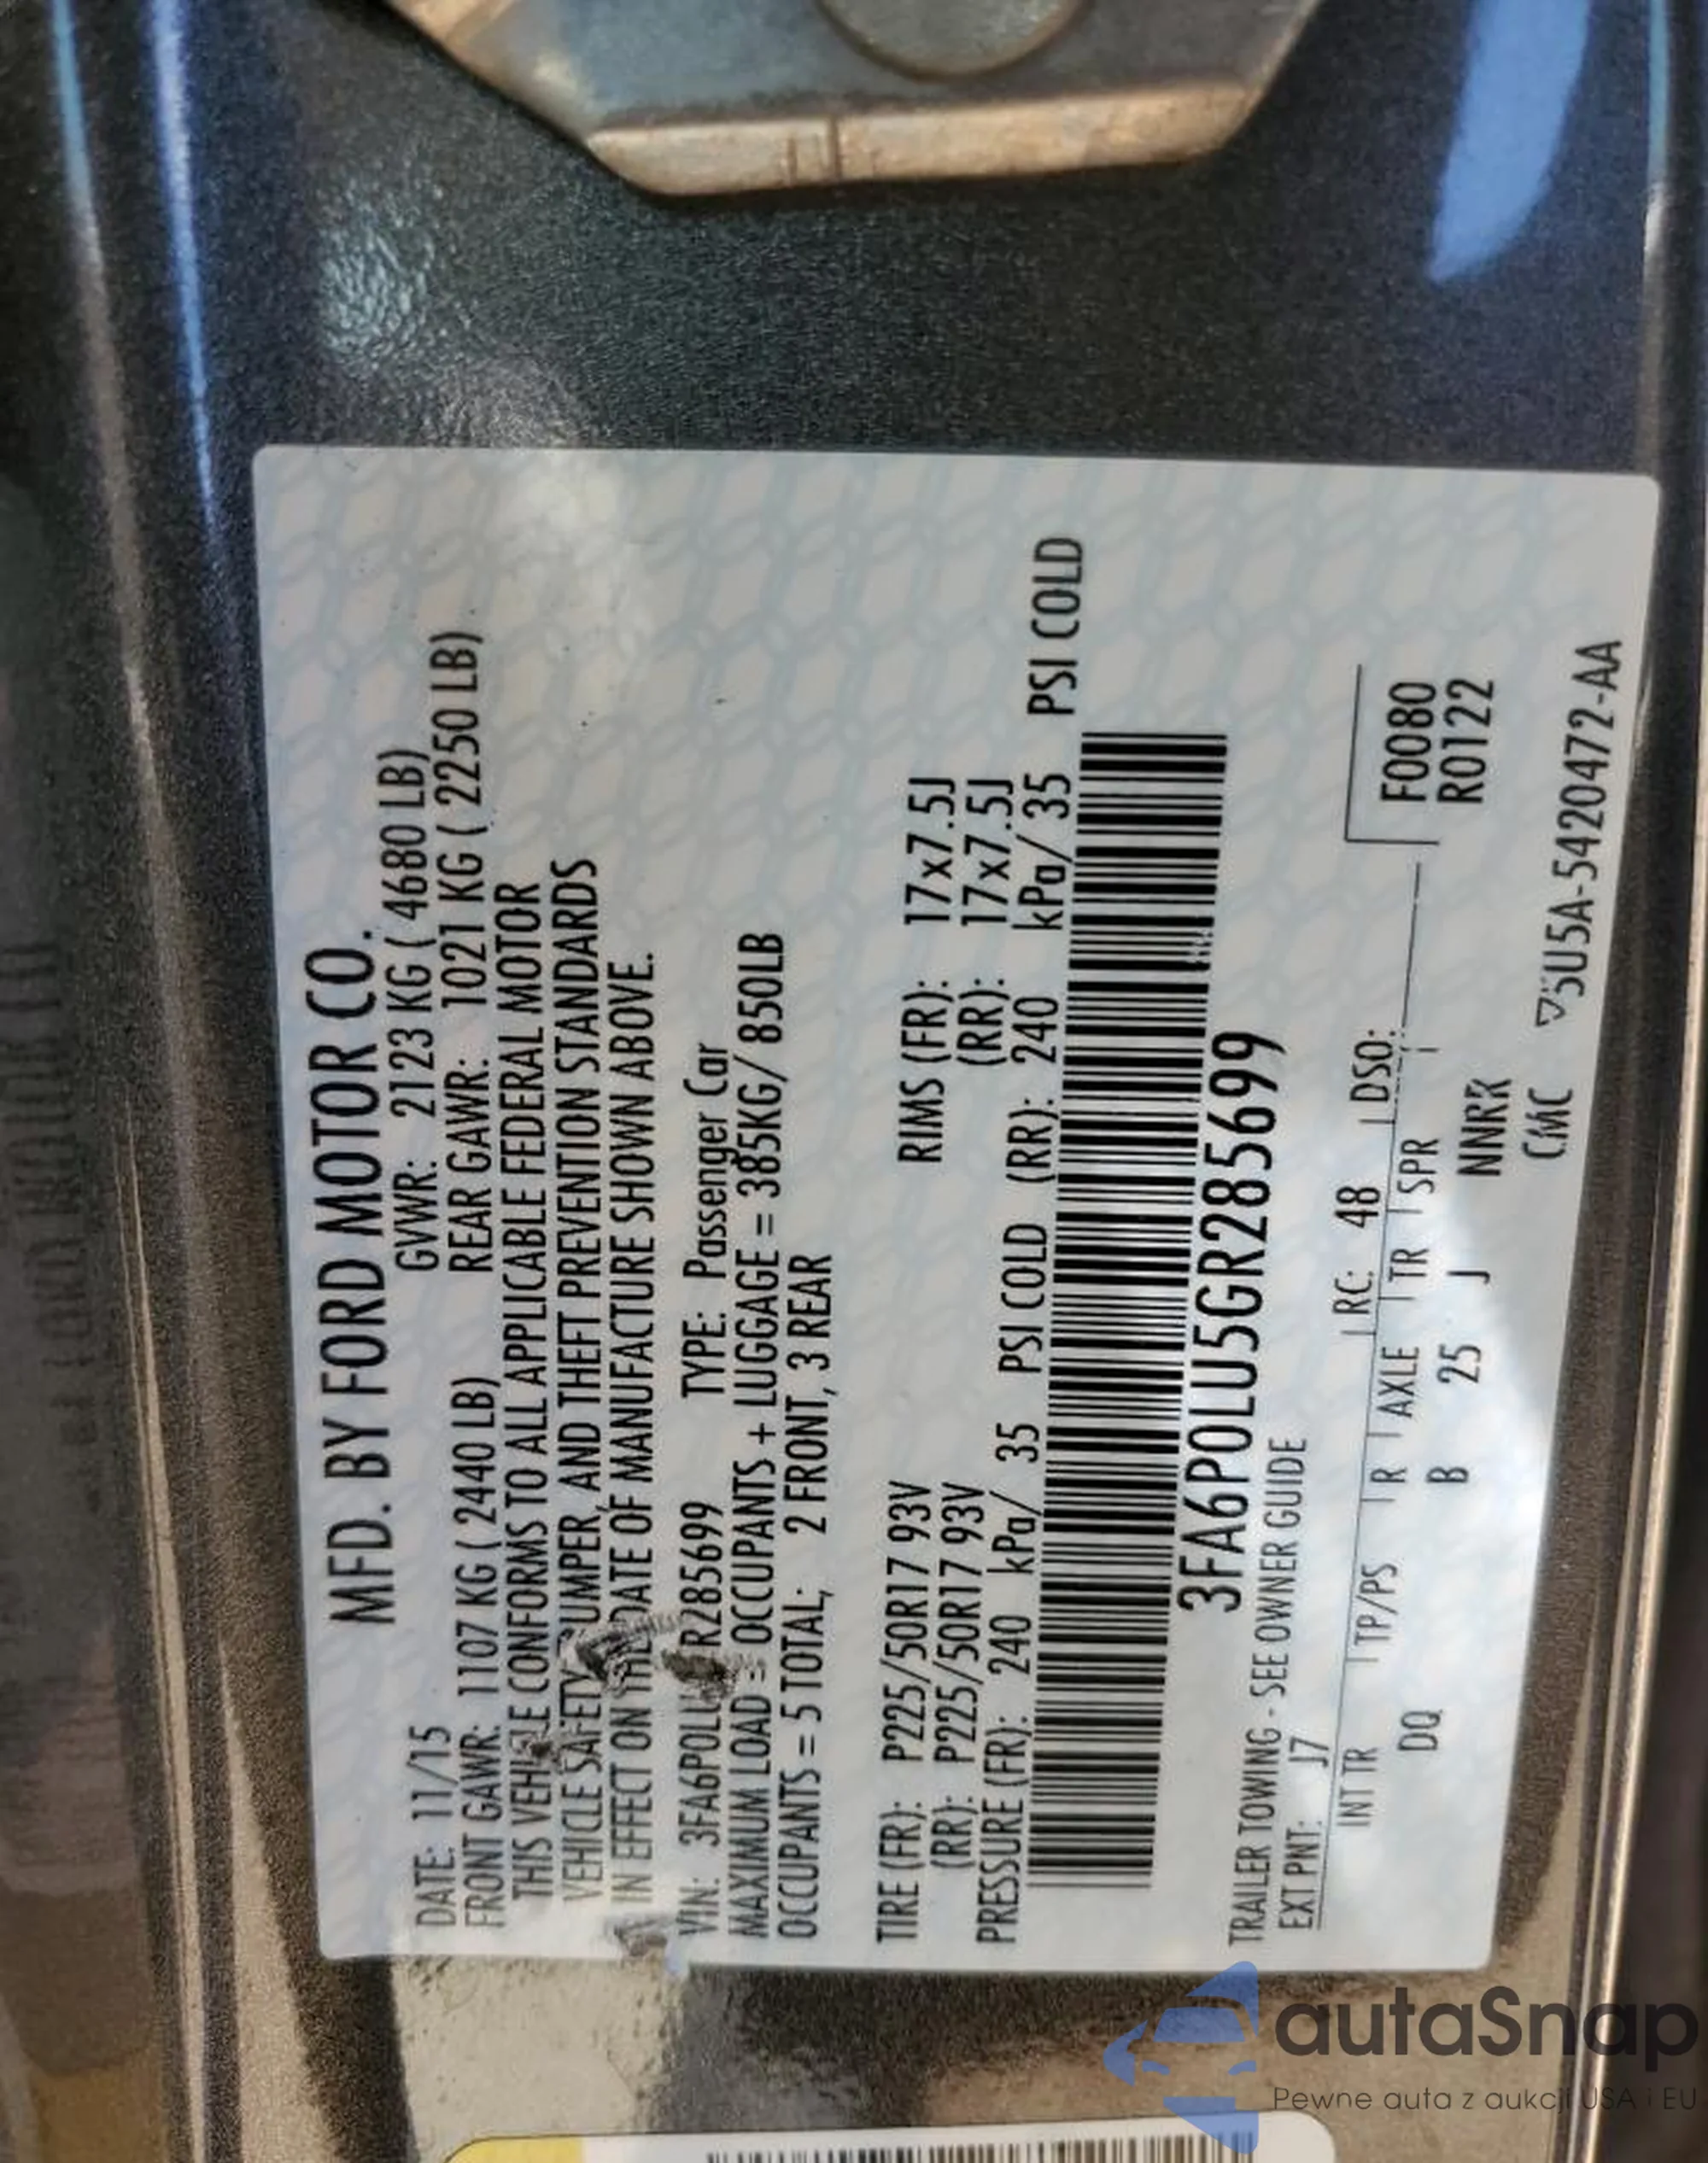 MFD. BY FORD MOTOR CO.
DATE: 11/15 GVWR: 2123 KG ( 4680 LB)
FRONT GAWR: 1107 KG ( 2440 LB) REAR GAWR: 1021 KG ( 2250 LB)
THIS VEHICLE CONFORMS TO ALL APPLICABLE FEDERAL MOTOR
VEHICLE SAFETY, BUMPER, AND THEFT PREVENTION STANDARDS
IN EFFECT ON THE DATE OF MANUFACTURE SHOWN ABOVE.
VIN: 3FA6P0LU5GR285699 TYPE: Passenger Car
MAXIMUM LOAD = OCCUPANTS + LUGGAGE = 385KG/ 850LB
OCCUPANTS = 5 TOTAL; 2 FRONT, 3 REAR
TIRE (FR): P225/50R17 93V RIMS (FR): 17x7.5J
(RR): P225/50R17 93V (RR): 17x7.5J
PRESSURE (FR): 240 kPa/ 35 PSI COLD (RR): 240 kPa/ 35 PSI COLD
3FA6P0LU5GR285699
TRAILER TOWING - SEE OWNER GUIDE
EXT PNT: J7 RC: 48 DSO:
INT TR TP/PS R AXLE TR SPR
DQ B 25 J NNRK
F0080
R0122
CMC 5U5A-5420472-AA
autaSnap
Pewne auta z aukcji USA i EU